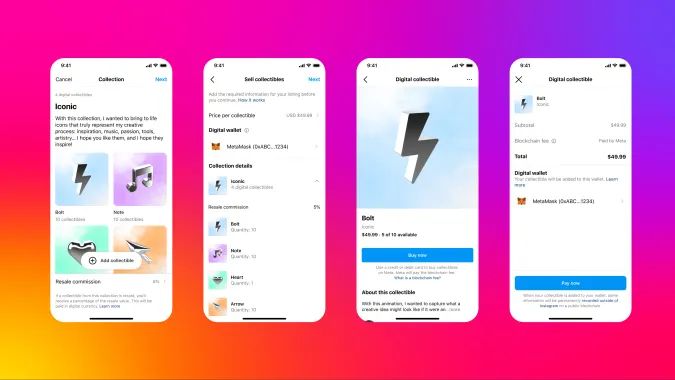 9:41
Cancel
Collection
Next
4 digital collectibles
Iconic
With this collection, I wanted to bring to life
icons that truly represent my creative
process: inspiration, music, passion, tools,
artistry... I hope you like them, and I hope they
inspire!
Bolt
10 collectibles
Note
10 collectibles
Add collectible
Resale commission
5%
If a collectible from this collection is resold, you'll
receive a percentage of the resale value. This will be
paid in digital currency. Learn more
9:41
Sell collectibles
Next
Add the required information for your listing before
you continue. How it works
Price per collectible
USD $49.99
Digital wallet
MetaMask (0xABC...1234)
Collection details
Iconic
4 digital collectibles
Resale commission
5%
Bolt
Quantity: 10
Note
Quantity: 10
Heart
Quantity: 1
Arrow
Quantity: 10
9:41
Digital collectible
Bolt
Iconic
$49.99 · 5 of 10 available
Buy now
Use a credit or debit card to buy collectibles
on Meta. Meta will pay the blockchain fee.
What is a blockchain fee?
About this collectible
With this animation, I wanted to capture what a
creative idea might look like if it were an ...more
9:41
Digital collectible
Bolt
Iconic
Subtotal
$49.99
Blockchain fee
Paid by Meta
Total
$49.99
Digital wallet
Your collectible will be added to this wallet. Learn
more
MetaMask (0xABC...1234)
Pay now
When your collectible is added to your wallet, some
information will be permanently recorded outside of
Instagram on a public blockchain